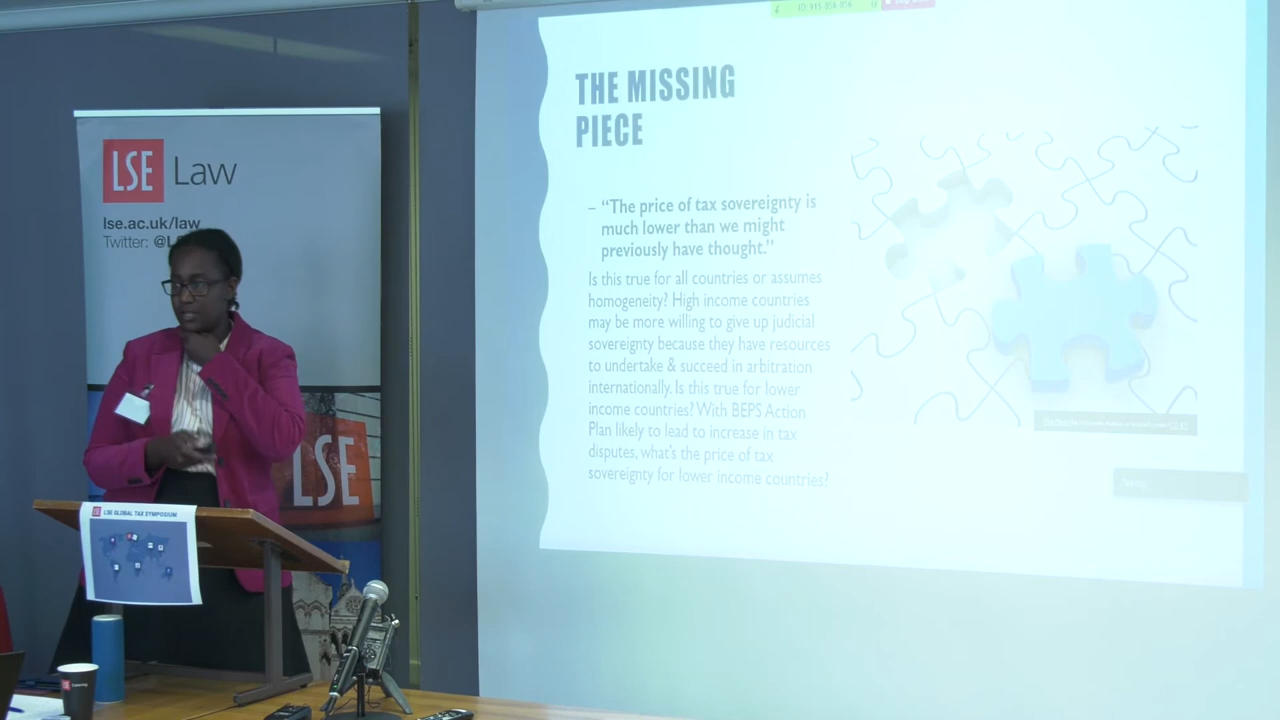 LSE Law
lse.ac.uk/law
Twitter: @L
LSE
LSE GLOBAL TAX SYMPOSIUM
THE MISSING
PIECE
– “The price of tax sovereignty is
much lower than we might
previously have thought.”
Is this true for all countries or assumes
homogeneity? High income countries
may be more willing to give up judicial
sovereignty because they have resources
to undertake & succeed in arbitration
internationally. Is this true for lower
income countries? With BEPS Action
Plan likely to lead to increase in tax
disputes, what's the price of tax
sovereignty for lower income countries?